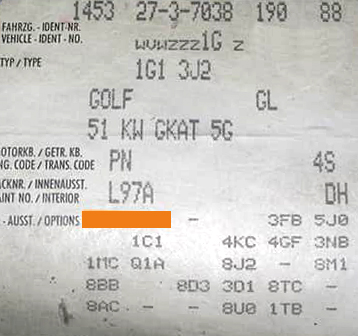 1453 27-3-7038 190 88
FAHRZG. - IDENT-NR.
VEHICLE - IDENT - NO. WVWZZZ1G Z
TYP / TYPE 1G1 3J2
GOLF GL
51 KW GKAT 5G
MOTORKB. / GETR. KB.
NG. CODE / TRANS. CODE PN 4S
ACKNR. / INNENAUSST.
AINT NO. / INTERIOR L97A DH
- AUSST. / OPTIONS - 3FB 5J0
1C1 4KC 4GF 3NB
1MC Q1A 8J2 - 8M1
8BB 8D3 3D1 8TC -
8AC - - 8U0 1TB -